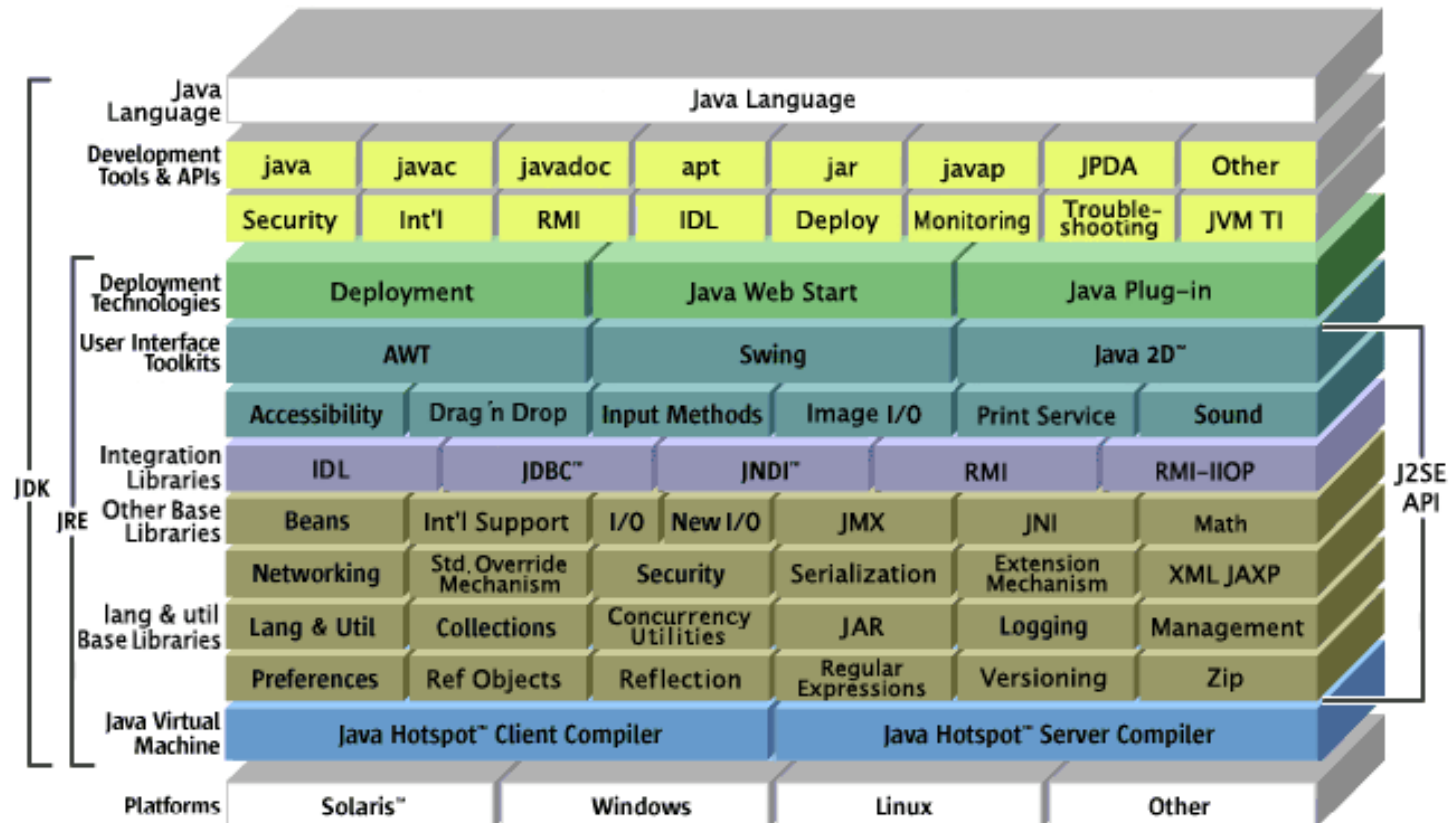 Java
Language
Java Language
Development
Tools & APIs
java javac javadoc apt jar javap JPDA Other
Security Int'l RMI IDL Deploy Monitoring Trouble-
shooting JVM TI
Deployment
Technologies
Deployment Java Web Start Java Plug-in
User Interface
Toolkits
AWT Swing Java 2D™
Accessibility Drag ´n Drop Input Methods Image I/O Print Service Sound
Integration
Libraries
IDL JDBC™ JNDI™ RMI RMI-IIOP
JDK
JRE
J2SE
API
Other Base
Libraries
Beans Int'l Support I/O New I/O JMX JNI Math
Networking Std. Override
Mechanism Security Serialization Extension
Mechanism XML JAXP
lang & util
Base Libraries
Lang & Util Collections Concurrency
Utilities JAR Logging Management
Preferences Ref Objects Reflection Regular
Expressions Versioning Zip
Java Virtual
Machine
Java Hotspot™ Client Compiler Java Hotspot™ Server Compiler
Platforms
Solaris™ Windows Linux Other